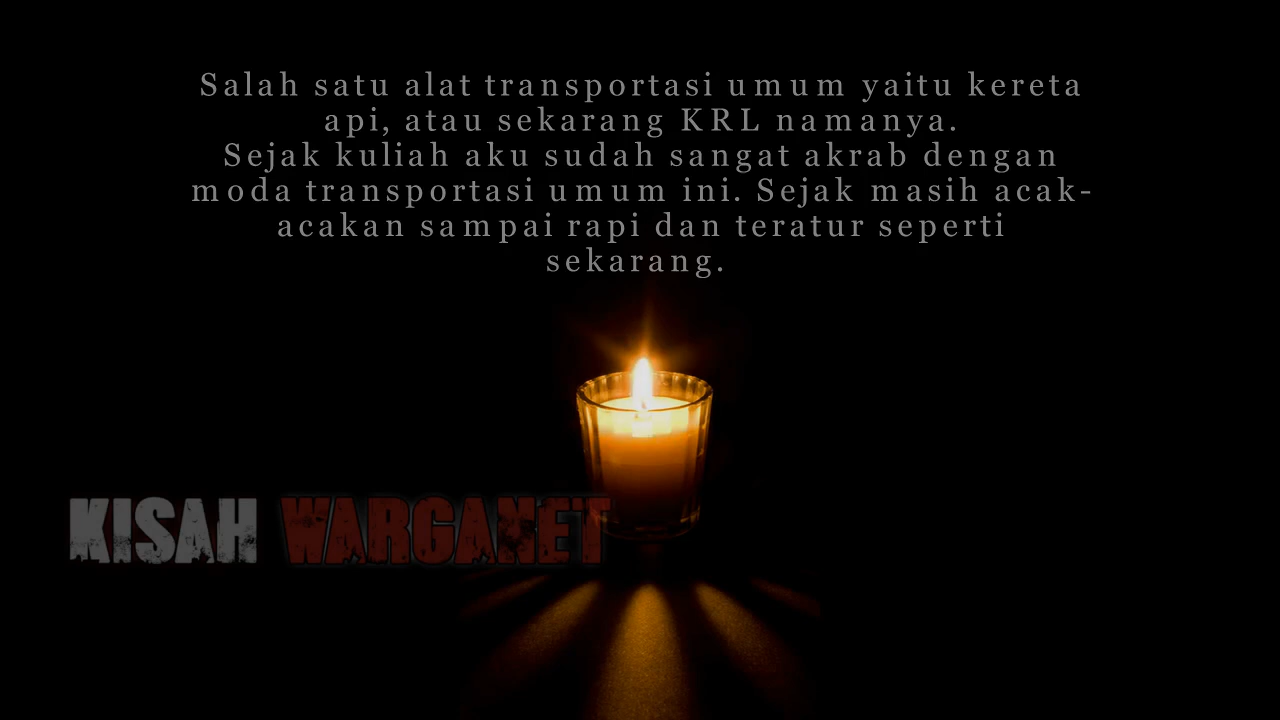 Salah satu alat transportasi umum yaitu kereta
api, atau sekarang KRL namanya.
Sejak kuliah aku sudah sangat akrab dengan
moda transportasi umum ini. Sejak masih acak-
acakan sampai rapi dan teratur seperti
sekarang.
KISAH WARGANET